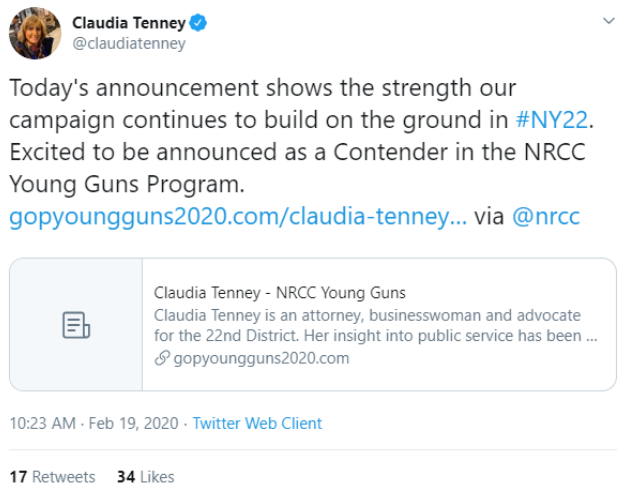 Claudia Tenney
@claudiatenney
Today's announcement shows the strength our
campaign continues to build on the ground in #NY22.
Excited to be announced as a Contender in the NRCC
Young Guns Program.
gopyoungguns2020.com/claudia-tenney... via @nrcc
Claudia Tenney - NRCC Young Guns
Claudia Tenney is an attorney, businesswoman and advocate
for the 22nd District. Her insight into public service has been ...
gopyoungguns2020.com
10:23 AM · Feb 19, 2020 · Twitter Web Client
17 Retweets 34 Likes